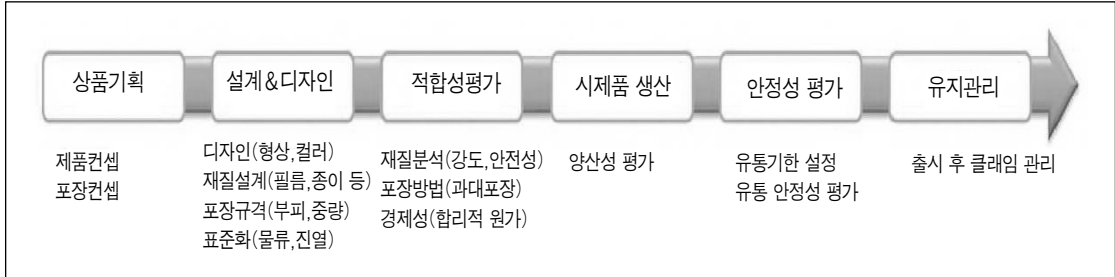 상품기획
설계&디자인
적합성평가
시제품 생산
안정성 평가
유지관리
제품컨셉
포장컨셉
디자인(형상,컬러)
재질설계(필름,종이 등)
포장규격(부피,중량)
표준화(물류,진열)
재질분석(강도,안전성)
포장방법(과대포장)
경제성(합리적 원가)
양산성 평가
유통기한 설정
유통 안정성 평가
출시 후 클래임 관리